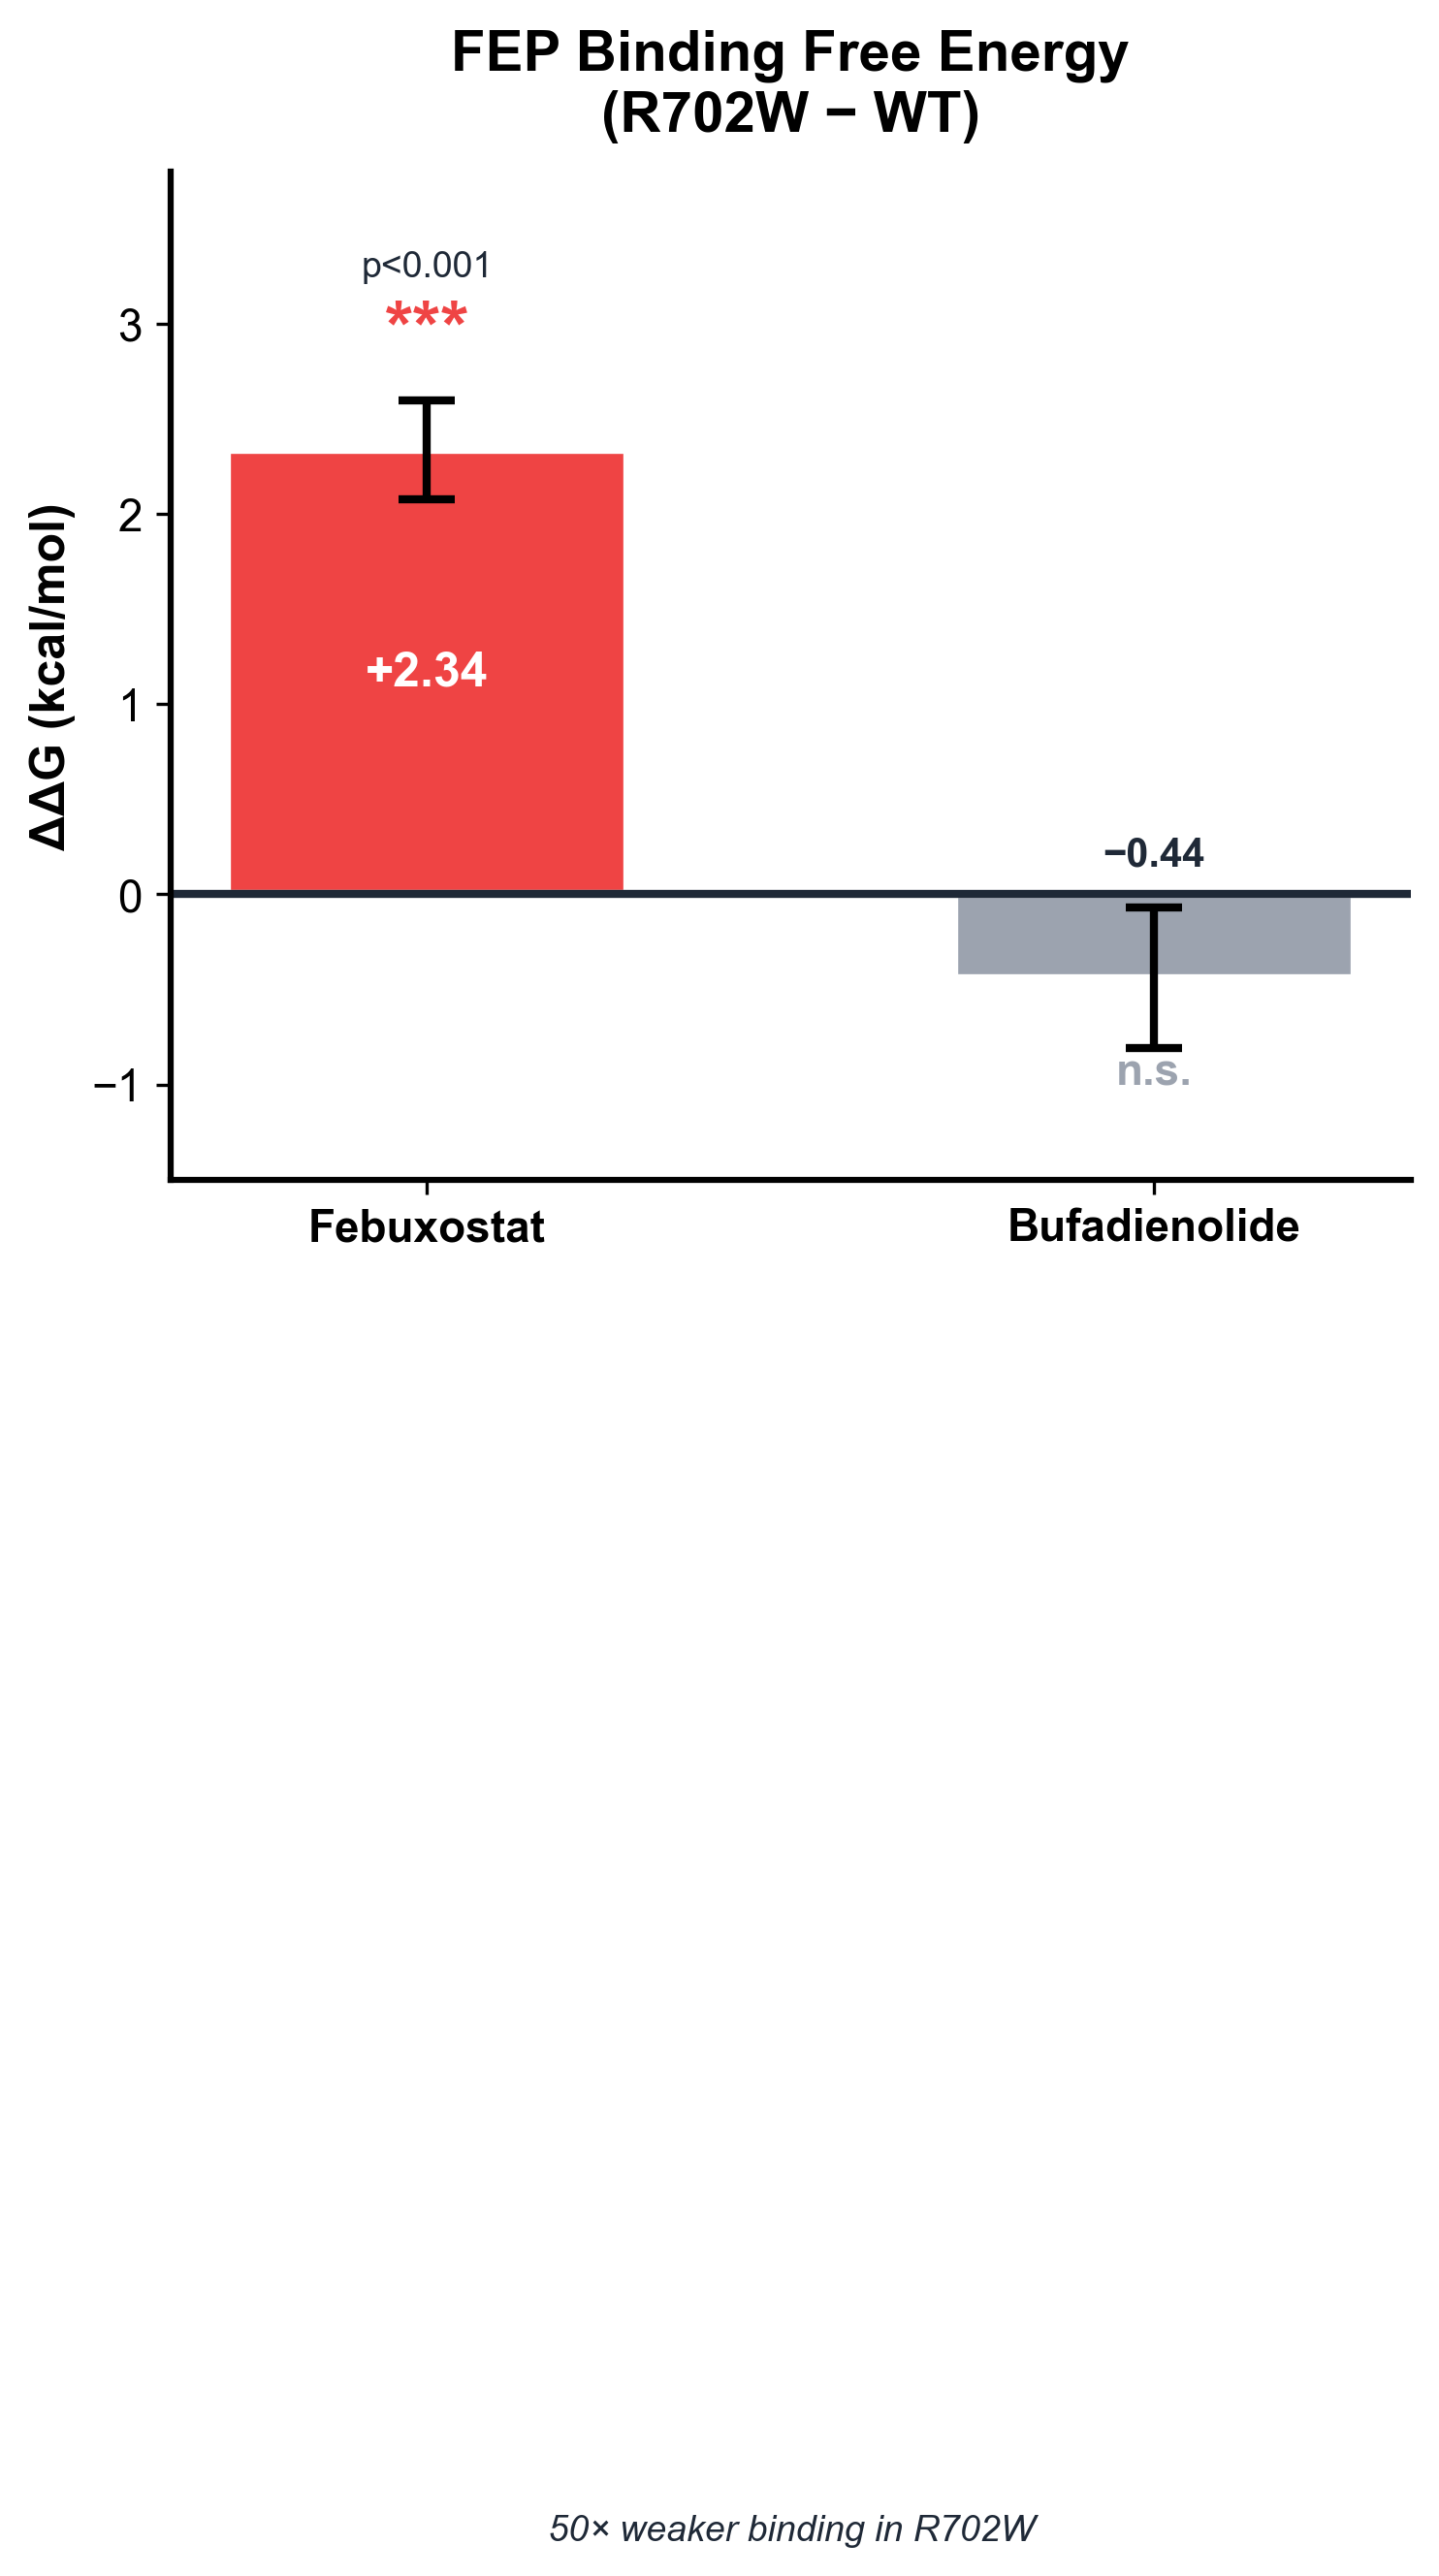 FEP Binding Free Energy
(R702W − WT)
p<0.001
***
3
2
1
0
−1
ΔΔG (kcal/mol)
+2.34
−0.44
n.s.
Febuxostat
Bufadienolide
50× weaker binding in R702W